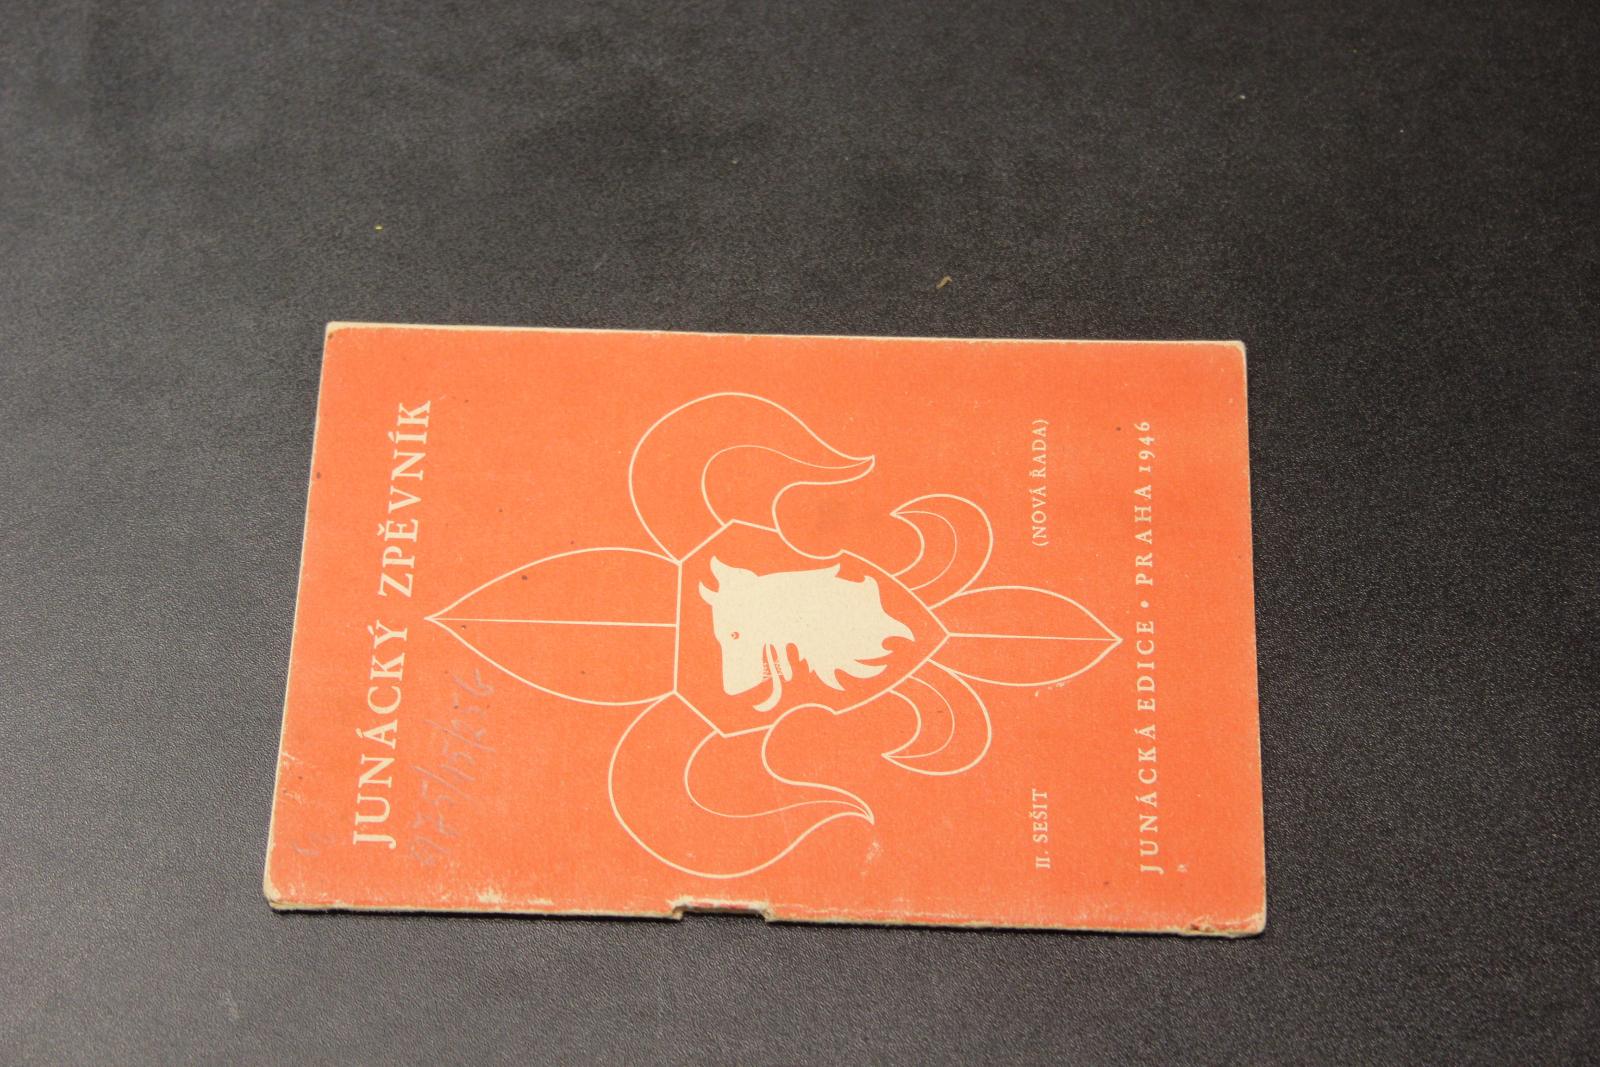 JUNÁCKÝ ZPĚVNÍK
II. SEŠIT (NOVÁ ŘADA)
JUNÁCKÁ EDICE • PRAHA 1946